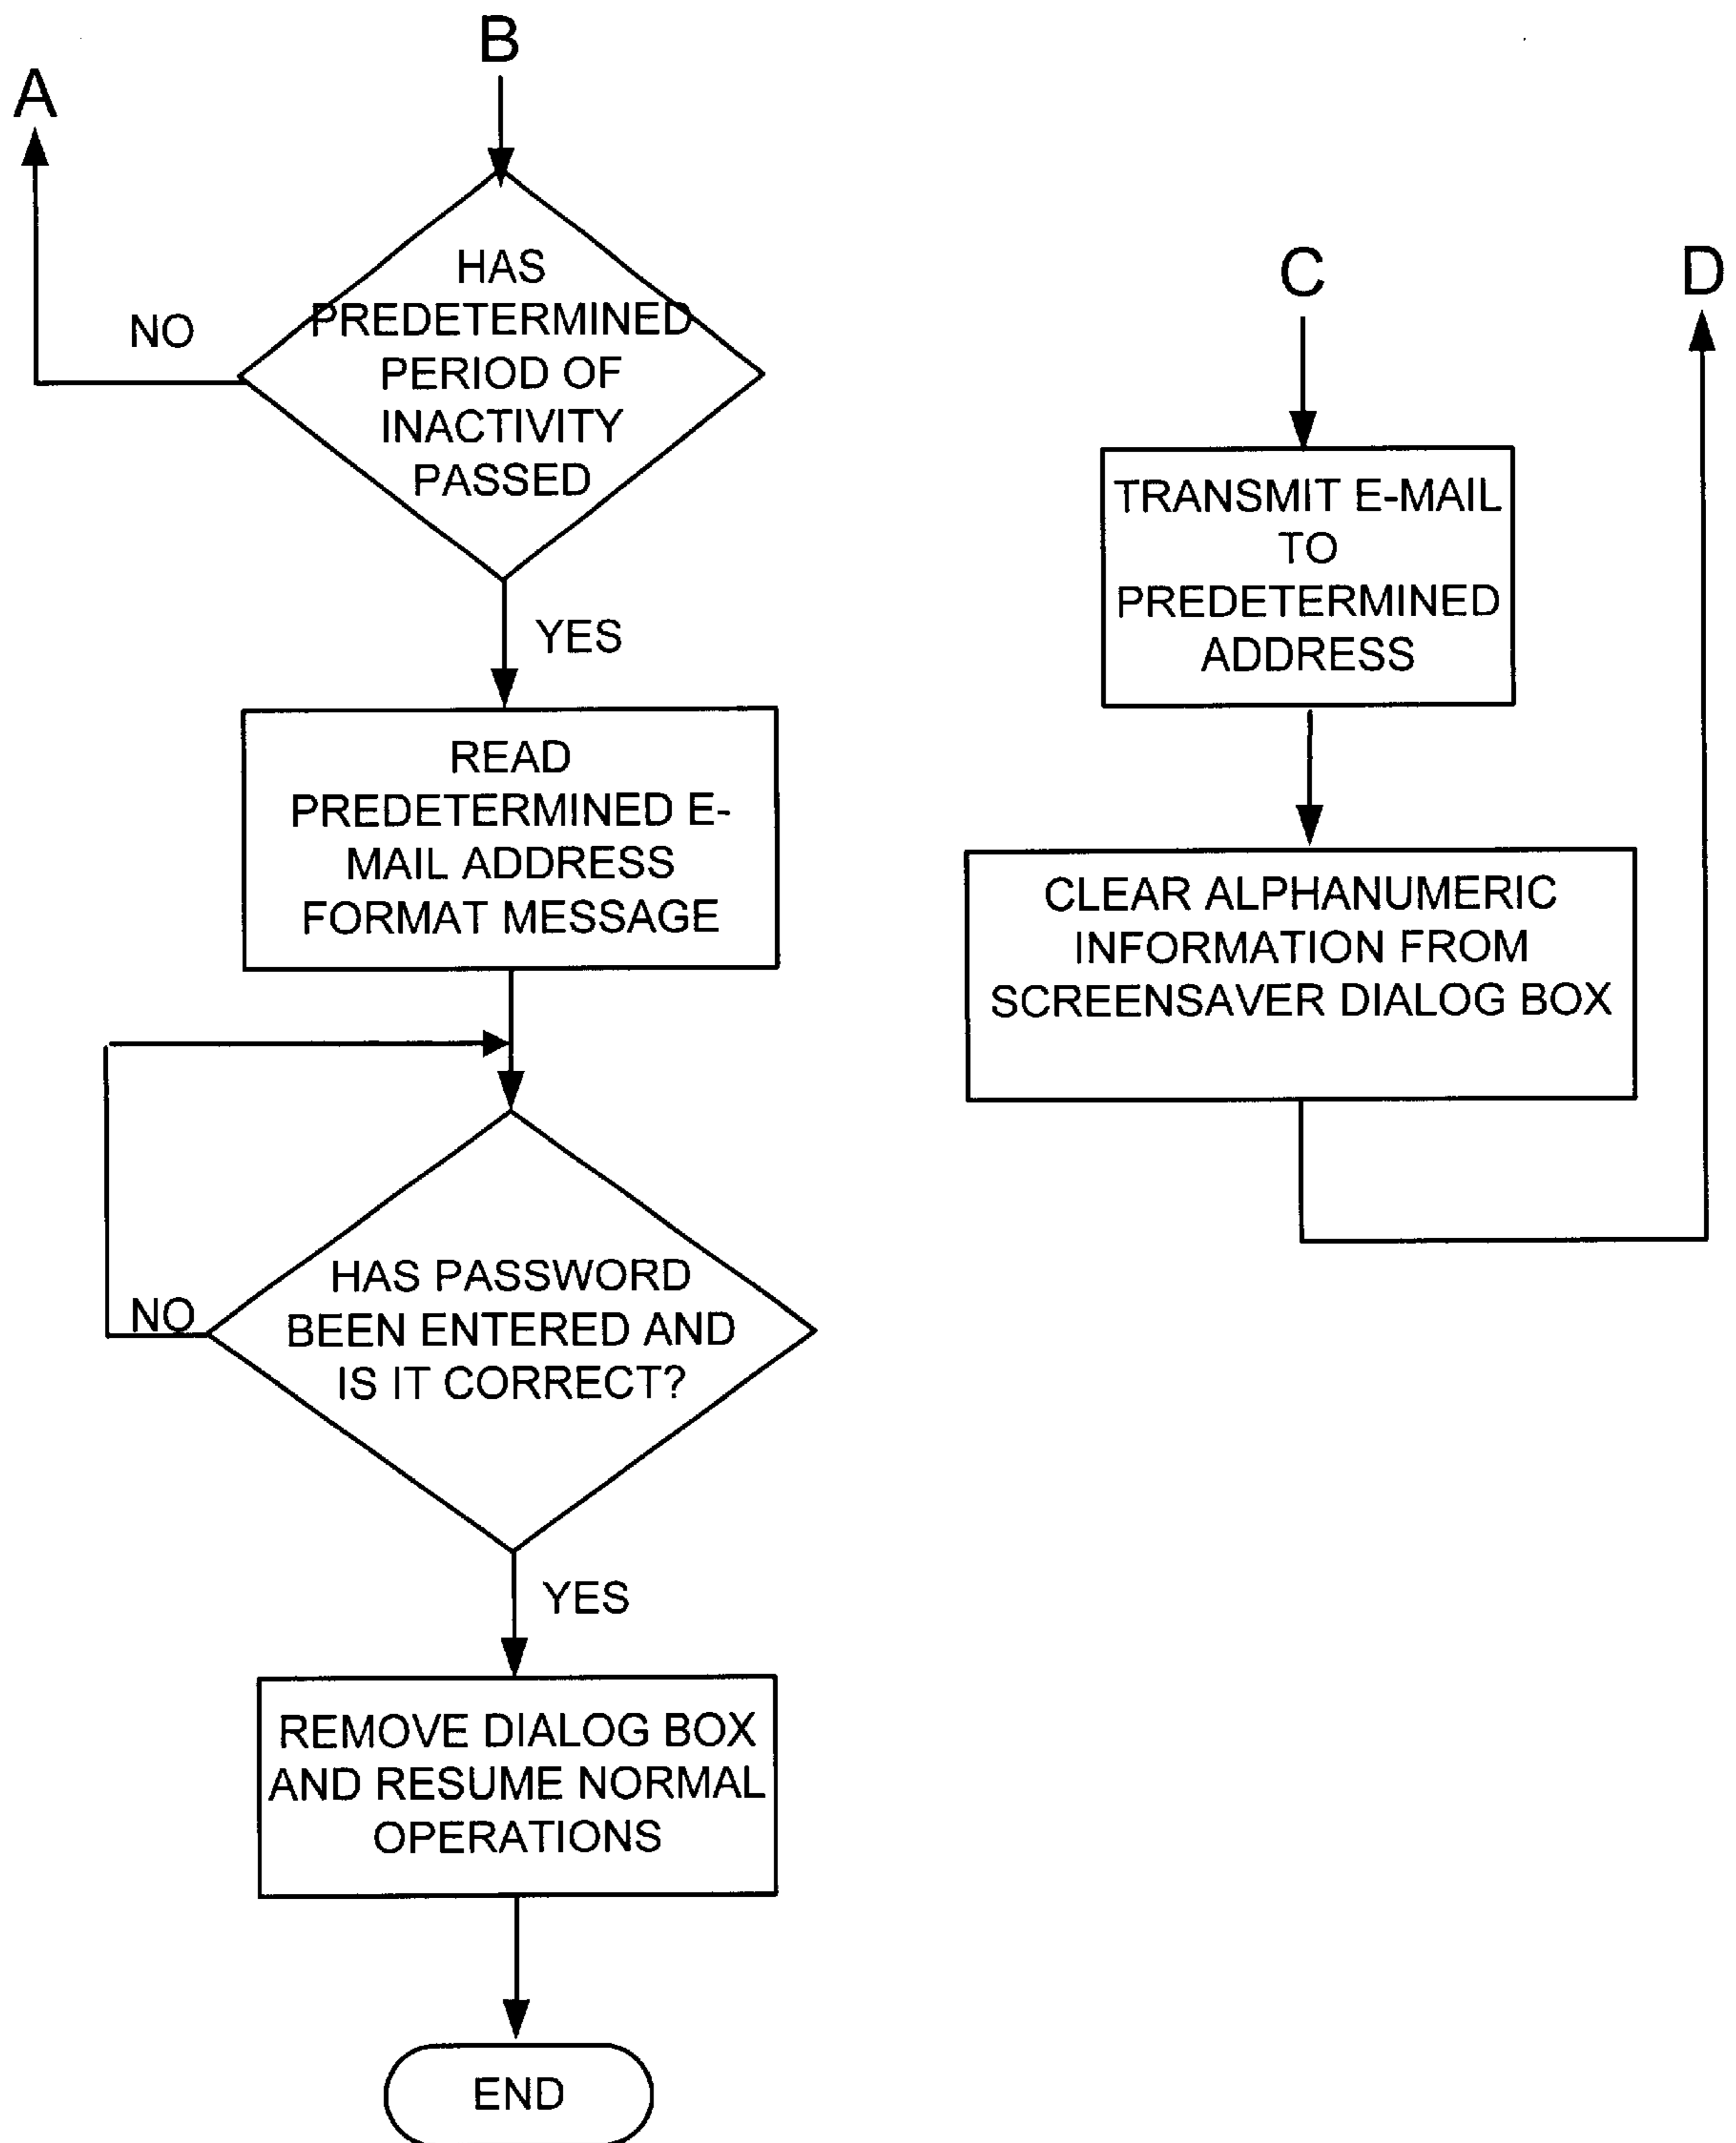 B
A
HAS
PREDETERMINED
PERIOD OF
INACTIVITY
PASSED
NO
YES
READ
PREDETERMINED E-
MAIL ADDRESS
FORMAT MESSAGE
HAS PASSWORD
BEEN ENTERED AND
IS IT CORRECT?
NO
YES
REMOVE DIALOG BOX
AND RESUME NORMAL
OPERATIONS
END
C
TRANSMIT E-MAIL
TO
PREDETERMINED
ADDRESS
CLEAR ALPHANUMERIC
INFORMATION FROM
SCREENSAVER DIALOG BOX
D